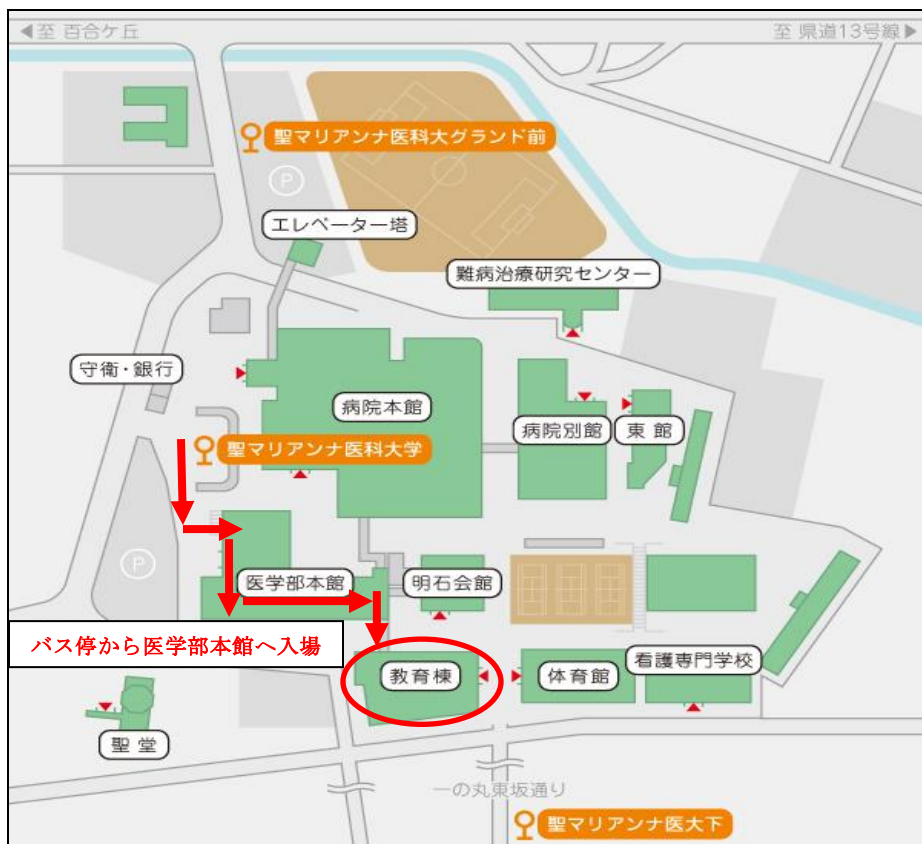 ◀至 百合ケ丘
至 県道13号線▶
聖マリアンナ医科大グランド前
P
エレベーター塔
難病治療研究センター
守衛・銀行
病院本館
病院別館
東館
聖マリアンナ医科大学
P
医学部本館
明石会館
バス停から医学部本館へ入場
教育棟
体育館
看護専門学校
聖堂
一の丸東坂通り
聖マリアンナ医大下